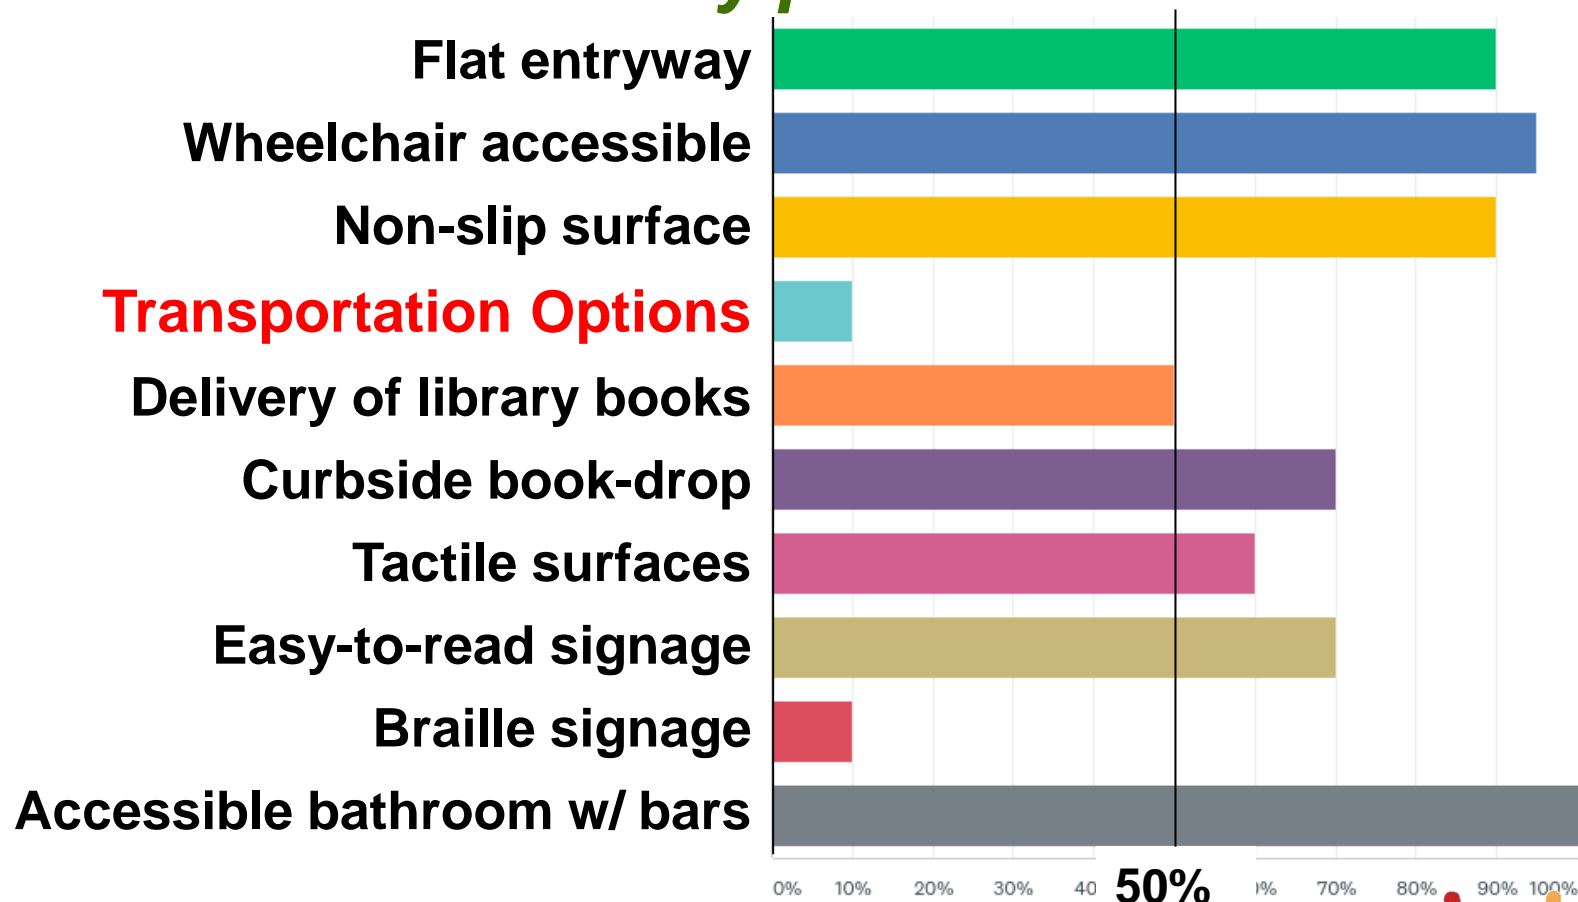 Flat entryway
Wheelchair accessible
Non-slip surface
Transportation Options
Delivery of library books
Curbside book-drop
Tactile surfaces
Easy-to-read signage
Braille signage
Accessible bathroom w/ bars
0% 10% 20% 30% 40 50% 70% 80% 90% 100%